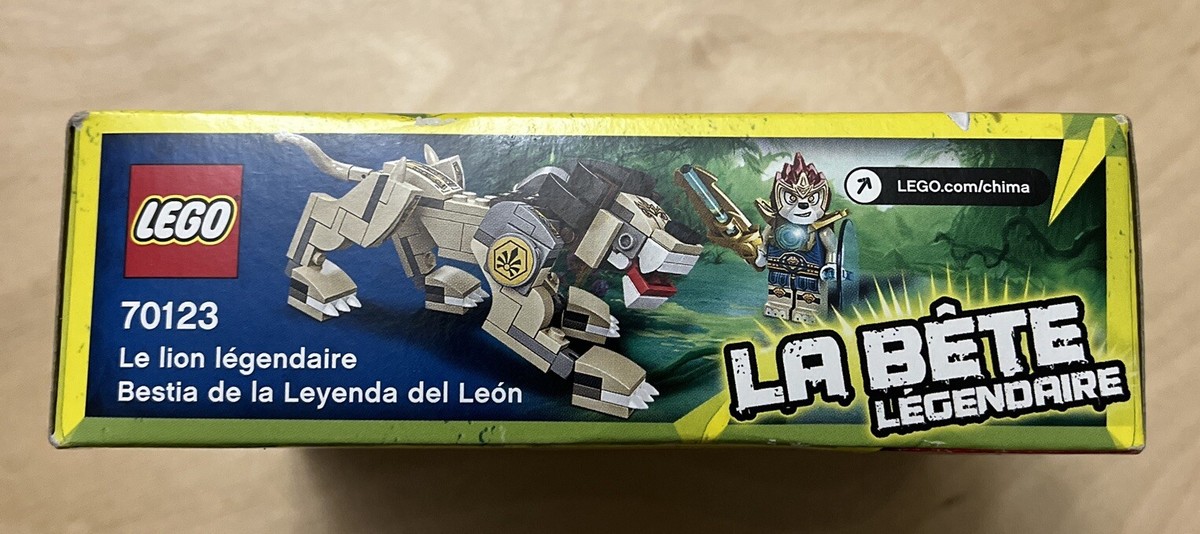 LEGO
70123
Le lion légendaire
Bestia de la Leyenda del León
LEGO.com/chima
LA BÊTE
LÉGENDAIRE